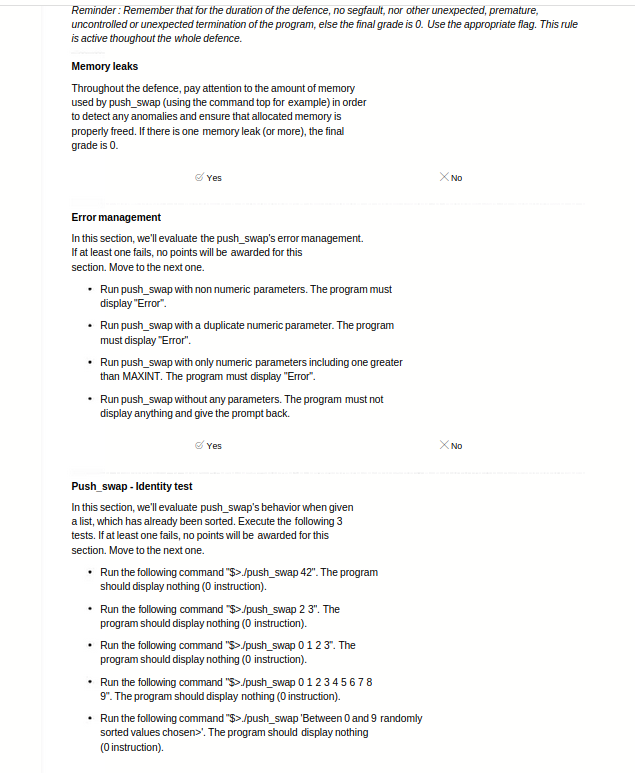 Reminder : Remember that for the duration of the defence, no segfault, nor other unexpected, premature,
uncontrolled or unexpected termination of the program, else the final grade is 0. Use the appropriate flag. This rule
is active thoughout the whole defence.
Memory leaks
Throughout the defence, pay attention to the amount of memory
used by push_swap (using the command top for example) in order
to detect any anomalies and ensure that allocated memory is
properly freed. If there is one memory leak (or more), the final
grade is 0.
Yes
No
Error management
In this section, we'll evaluate the push_swap's error management.
If at least one fails, no points will be awarded for this
section. Move to the next one.
• Run push_swap with non numeric parameters. The program must
display "Error".
• Run push_swap with a duplicate numeric parameter. The program
must display "Error".
• Run push_swap with only numeric parameters including one greater
than MAXINT. The program must display "Error".
• Run push_swap without any parameters. The program must not
display anything and give the prompt back.
Yes
No
Push_swap - Identity test
In this section, we'll evaluate push_swap's behavior when given
a list, which has already been sorted. Execute the following 3
tests. If at least one fails, no points will be awarded for this
section. Move to the next one.
• Run the following command "$>./push_swap 42". The program
should display nothing (0 instruction).
• Run the following command "$>./push_swap 2 3". The
program should display nothing (0 instruction).
• Run the following command "$>./push_swap 0 1 2 3". The
program should display nothing (0 instruction).
• Run the following command "$>./push_swap 0 1 2 3 4 5 6 7 8
9". The program should display nothing (0 instruction).
• Run the following command "$>./push_swap 'Between 0 and 9 randomly
sorted values chosen>'. The program should display nothing
(0 instruction).